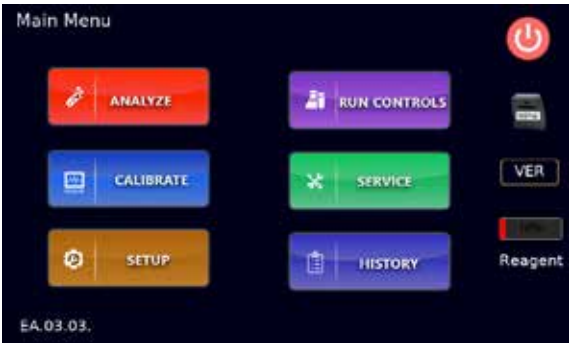 Main Menu
ANALYZE
RUN CONTROLS
CALIBRATE
SERVICE
VER
SETUP
HISTORY
Reagent
EA.03.03.